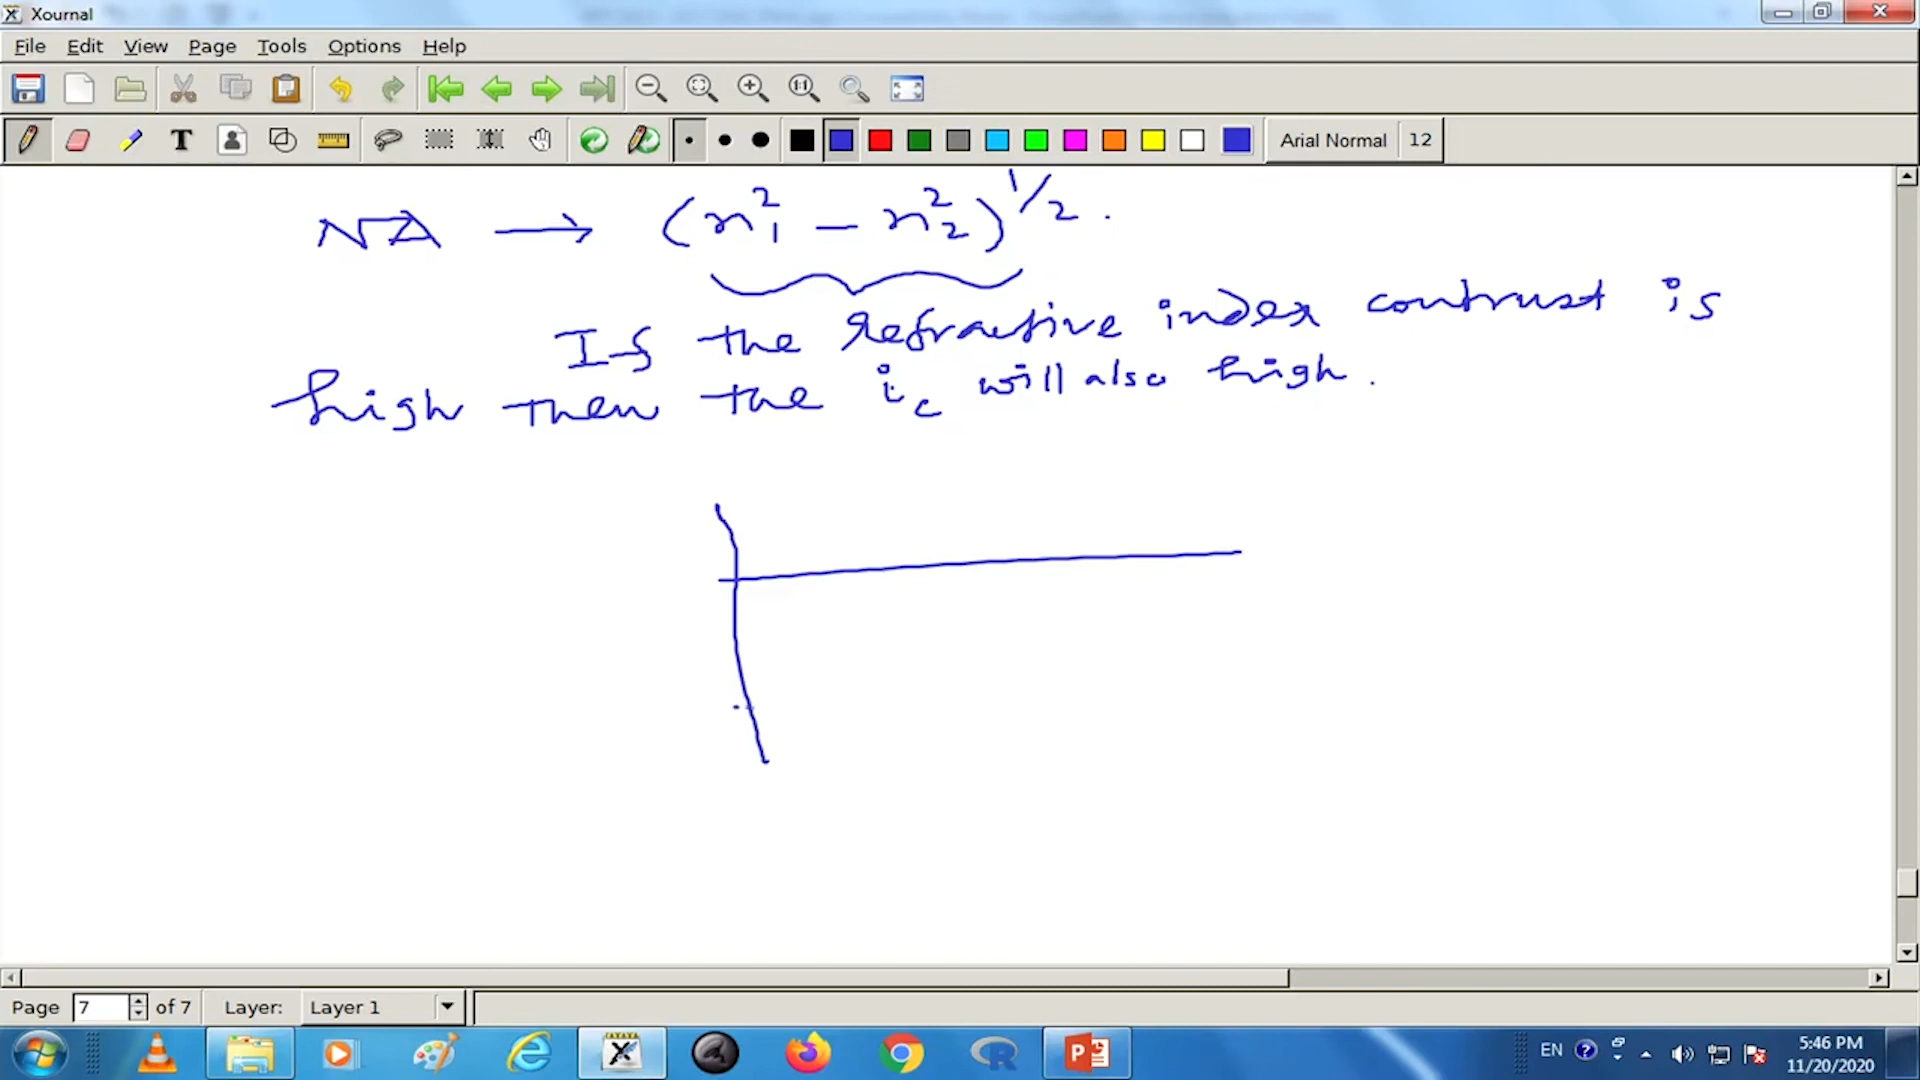 Xournal
File Edit View Page Tools Options Help
Arial Normal 12
NA → (n₁² − n₂²)^1/2 .
If the refractive index contrust is
high then the i_c will also high.
Page 7 of 7 Layer: Layer 1
EN 5:46 PM
11/20/2020